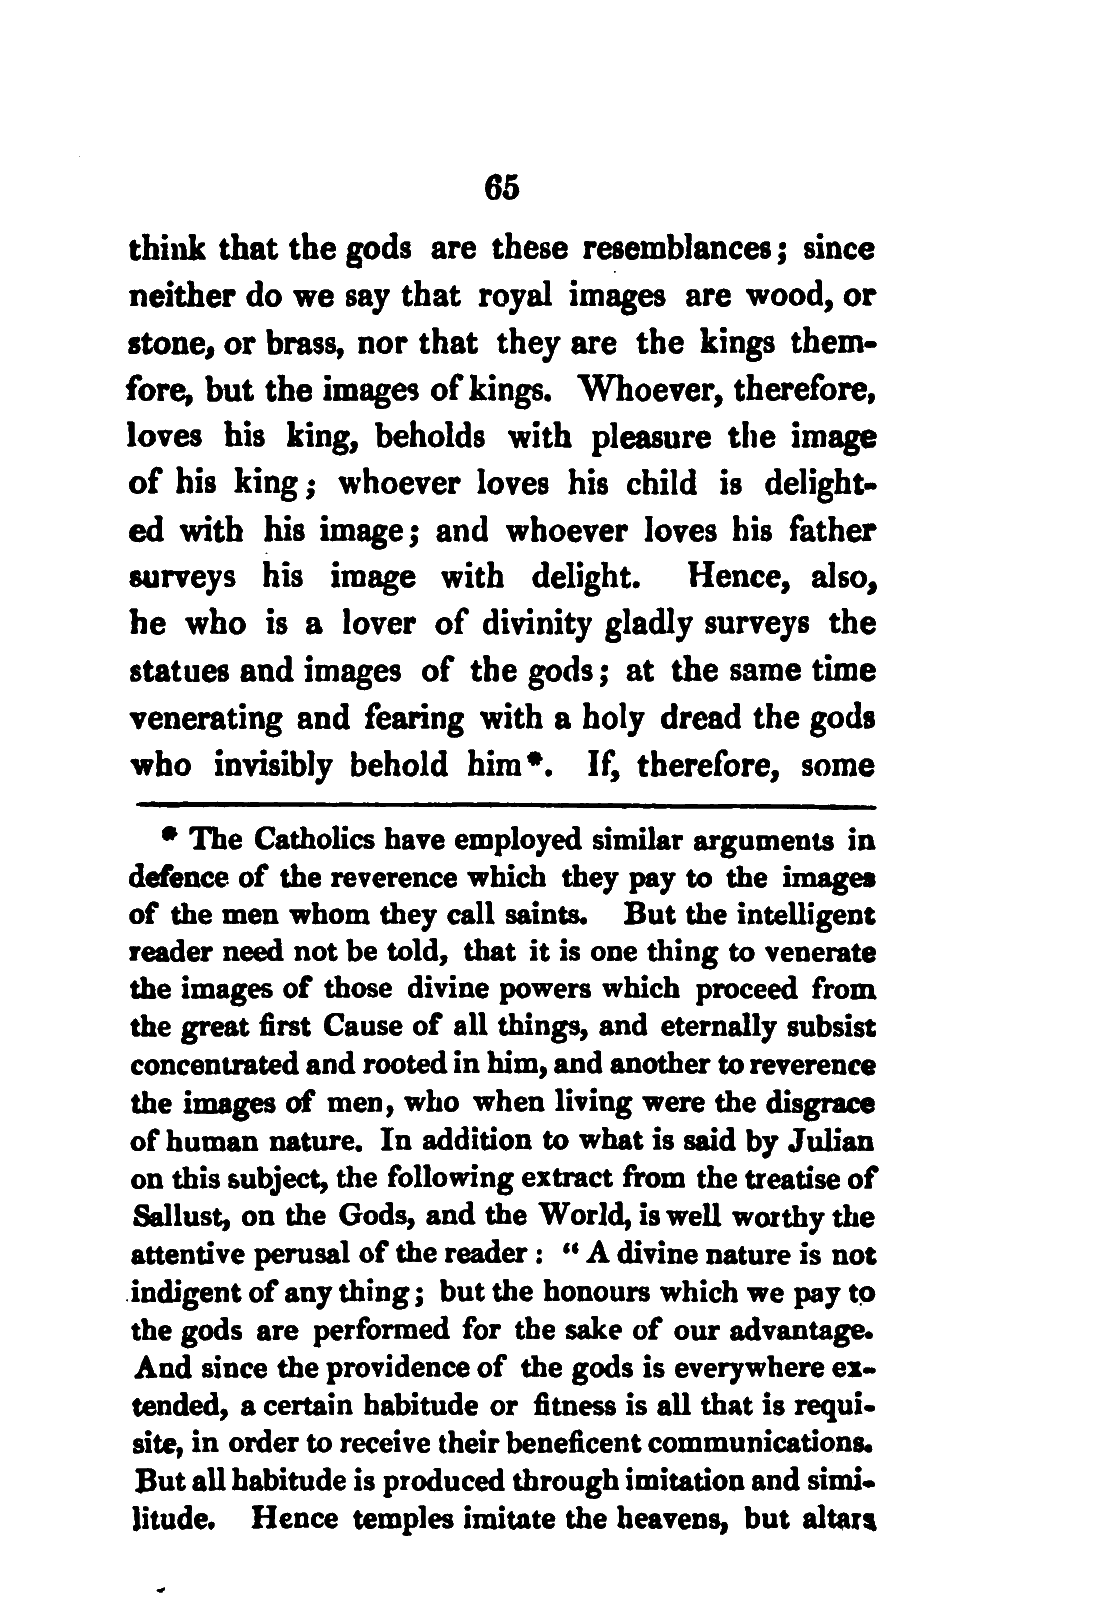 65
think that the gods are these resemblances; since
neither do we say that royal images are wood, or
stone, or brass, nor that they are the kings them-
fore, but the images of kings. Whoever, therefore,
loves his king, beholds with pleasure the image
of his king; whoever loves his child is delight-
ed with his image; and whoever loves his father
surveys his image with delight. Hence, also,
he who is a lover of divinity gladly surveys the
statues and images of the gods; at the same time
venerating and fearing with a holy dread the gods
who invisibly behold him*. If, therefore, some
* The Catholics have employed similar arguments in
defence of the reverence which they pay to the images
of the men whom they call saints. But the intelligent
reader need not be told, that it is one thing to venerate
the images of those divine powers which proceed from
the great first Cause of all things, and eternally subsist
concentrated and rooted in him, and another to reverence
the images of men, who when living were the disgrace
of human nature. In addition to what is said by Julian
on this subject, the following extract from the treatise of
Sallust, on the Gods, and the World, is well worthy the
attentive perusal of the reader: “A divine nature is not
indigent of any thing; but the honours which we pay to
the gods are performed for the sake of our advantage.
And since the providence of the gods is everywhere ex-
tended, a certain habitude or fitness is all that is requi-
site, in order to receive their beneficent communications.
But all habitude is produced through imitation and simi-
litude. Hence temples imitate the heavens, but altars